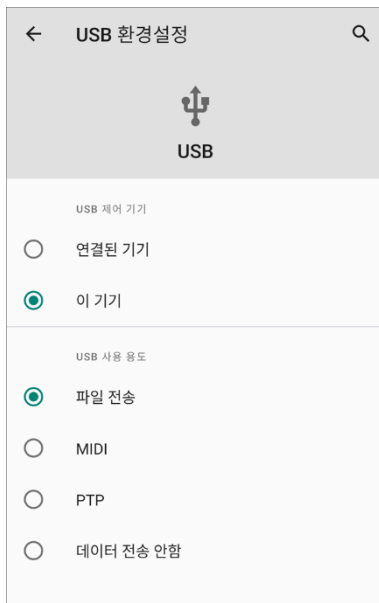 USB 환경설정
USB
USB 제어 기기
연결된 기기
이 기기
USB 사용 용도
파일 전송
MIDI
PTP
데이터 전송 안함